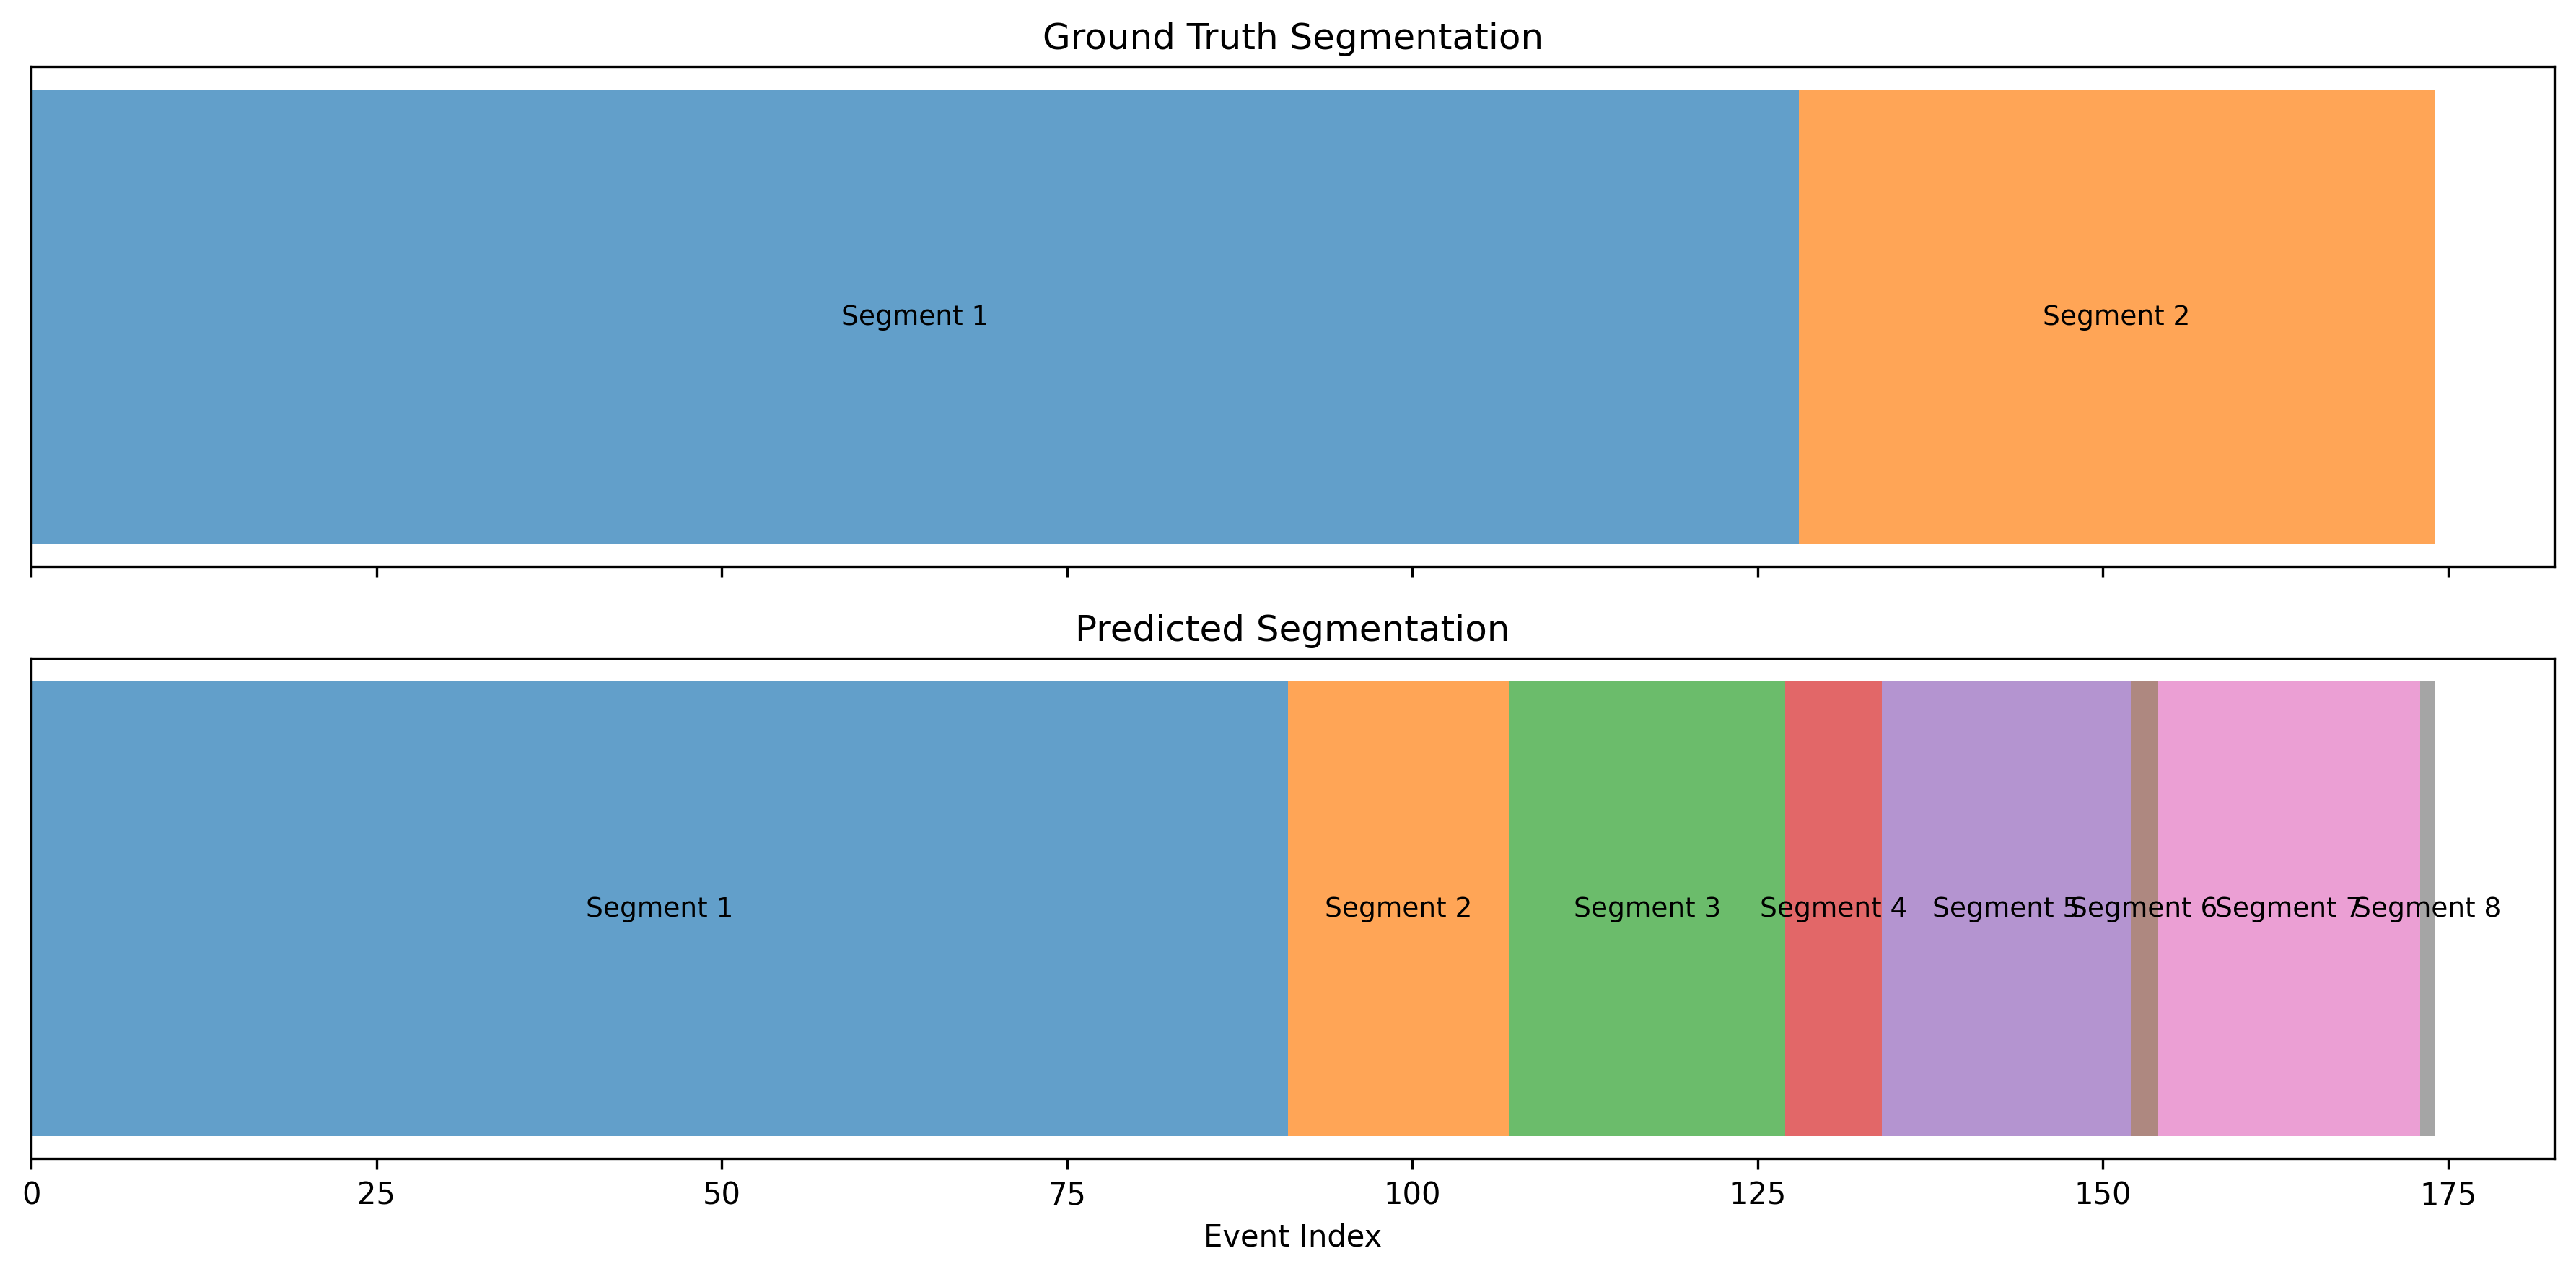 Ground Truth Segmentation
Segment 1
Segment 2
Predicted Segmentation
Segment 1
Segment 2
Segment 3
Segment 4
Segment 5
Segment 6
Segment 7
Segment 8
0 25 50 75 100 125 150 175
Event Index